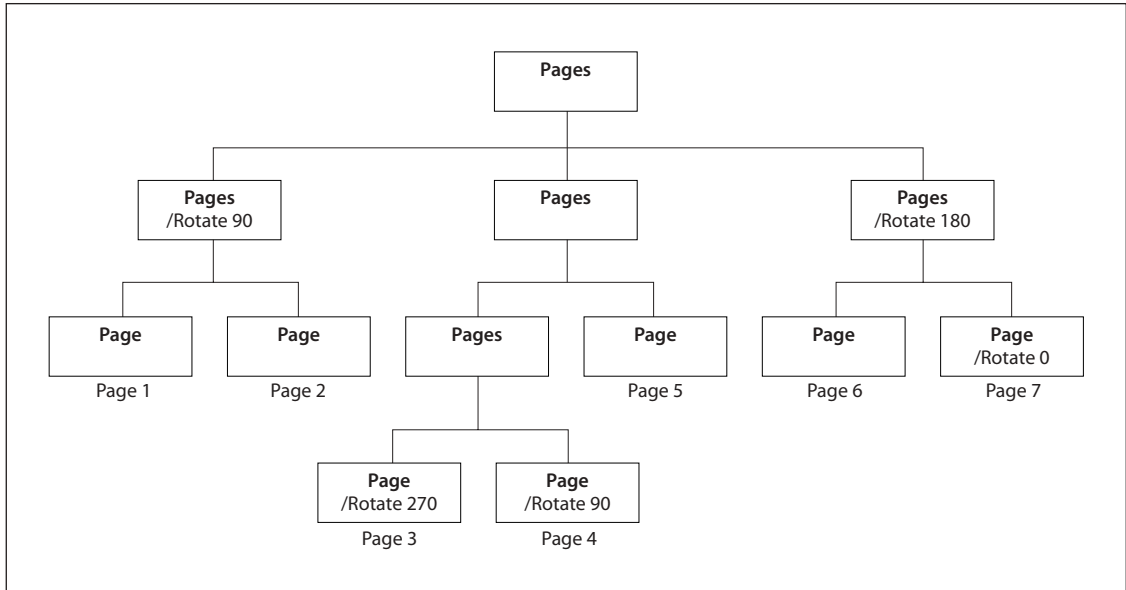 Pages
Pages
/Rotate 90
Pages
Pages
/Rotate 180
Page
Page
Pages
Page
Page
Page
/Rotate 0
Page 1
Page 2
Page 5
Page 6
Page 7
Page
/Rotate 270
Page
/Rotate 90
Page 3
Page 4